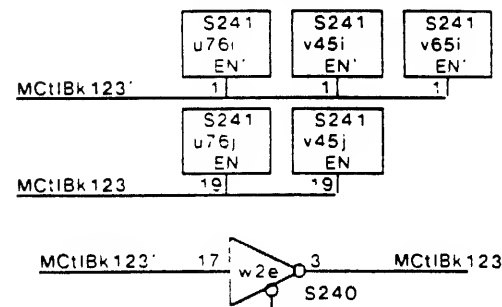 S241 S241 S241
u76i v45i v65i
EN' EN' EN'
MCtlBk123' 1 1 1
S241 S241
u76j v45j
EN EN
MCtlBk123 19 19
MCtlBk123' 17 w2e 3 MCtlBk123
S240